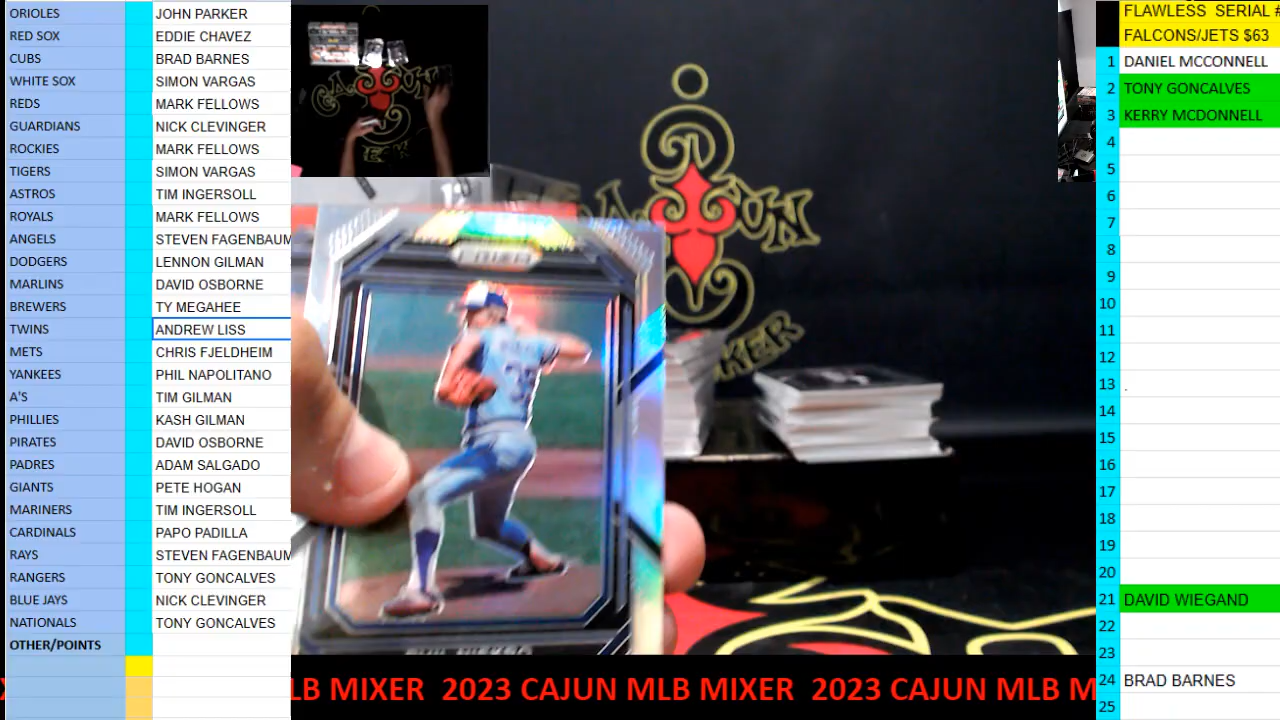 ORIOLES JOHN PARKER
RED SOX EDDIE CHAVEZ
CUBS BRAD BARNES
WHITE SOX SIMON VARGAS
REDS MARK FELLOWS
GUARDIANS NICK CLEVINGER
ROCKIES MARK FELLOWS
TIGERS SIMON VARGAS
ASTROS TIM INGERSOLL
ROYALS MARK FELLOWS
ANGELS STEVEN FAGENBAUM
DODGERS LENNON GILMAN
MARLINS DAVID OSBORNE
BREWERS TY MEGAHEE
TWINS ANDREW LISS
METS CHRIS FJELDHEIM
YANKEES PHIL NAPOLITANO
A'S TIM GILMAN
PHILLIES KASH GILMAN
PIRATES DAVID OSBORNE
PADRES ADAM SALGADO
GIANTS PETE HOGAN
MARINERS TIM INGERSOLL
CARDINALS PAPO PADILLA
RAYS STEVEN FAGENBAUM
RANGERS TONY GONCALVES
BLUE JAYS NICK CLEVINGER
NATIONALS TONY GONCALVES
OTHER/POINTS
LB MIXER 2023 CAJUN MLB MIXER 2023 CAJUN MLB M
FLAWLESS SERIAL #
FALCONS/JETS $63
1 DANIEL MCCONNELL
2 TONY GONCALVES
3 KERRY MCDONNELL
4
5
6
7
8
9
10
11
12
13
14
15
16
17
18
19
20
21 DAVID WIEGAND
22
23
24 BRAD BARNES
25